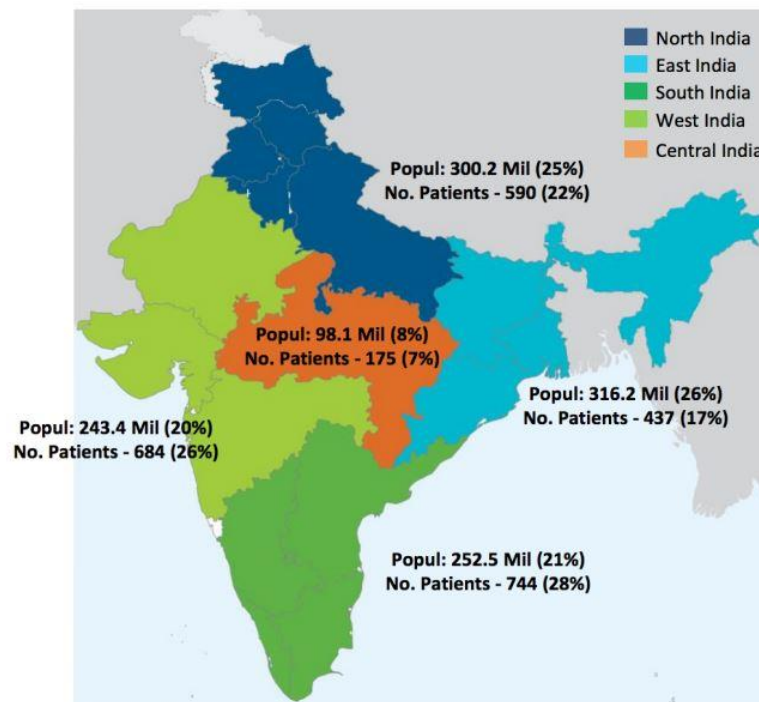 North India
East India
South India
West India
Central India
Popul: 300.2 Mil (25%)
No. Patients - 590 (22%)
Popul: 98.1 Mil (8%)
No. Patients - 175 (7%)
Popul: 316.2 Mil (26%)
No. Patients - 437 (17%)
Popul: 243.4 Mil (20%)
No. Patients - 684 (26%)
Popul: 252.5 Mil (21%)
No. Patients - 744 (28%)